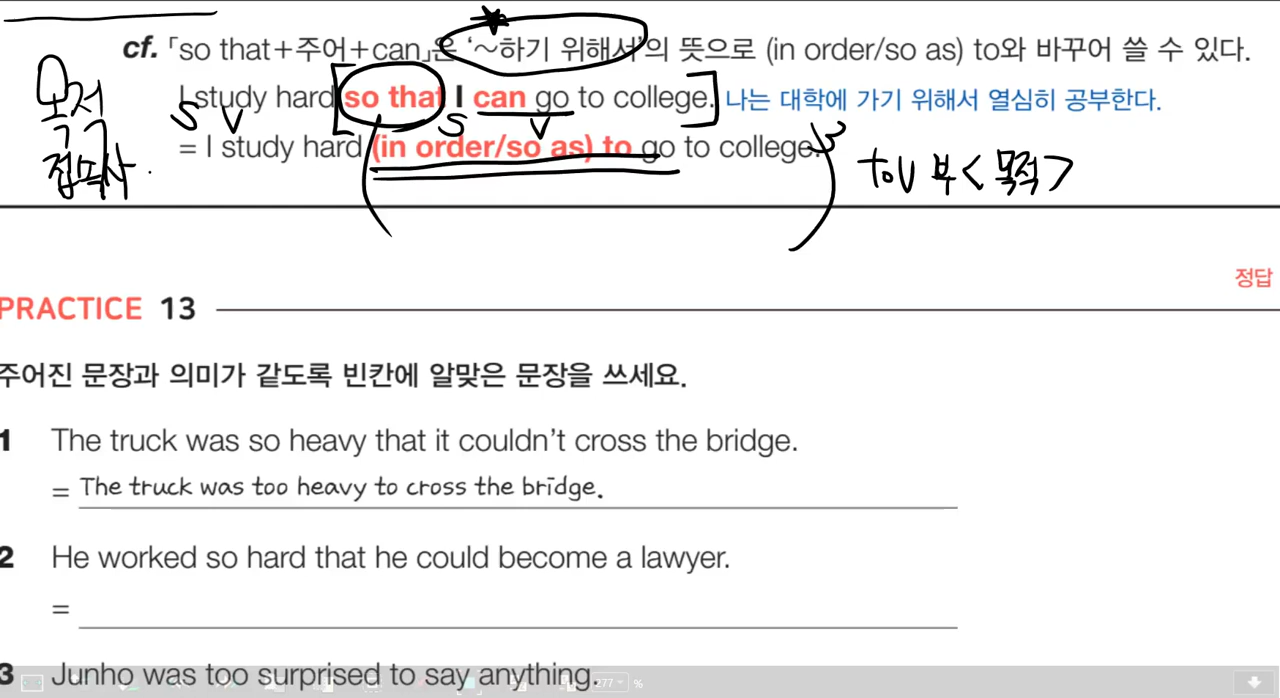 cf. 「so that+주어+can」은 ‘~하기 위해서’의 뜻으로 (in order/so as) to와 바꾸어 쓸 수 있다.
I study hard so that I can go to college. 나는 대학에 가기 위해서 열심히 공부한다.
S V S V
= I study hard (in order/so as) to go to college.
접속사
toV 부<목적>
정답
PRACTICE 13
주어진 문장과 의미가 같도록 빈칸에 알맞은 문장을 쓰세요.
1 The truck was so heavy that it couldn’t cross the bridge.
= The truck was too heavy to cross the bridge.
2 He worked so hard that he could become a lawyer.
=
3 Junho was too surprised to say anything.
277 %